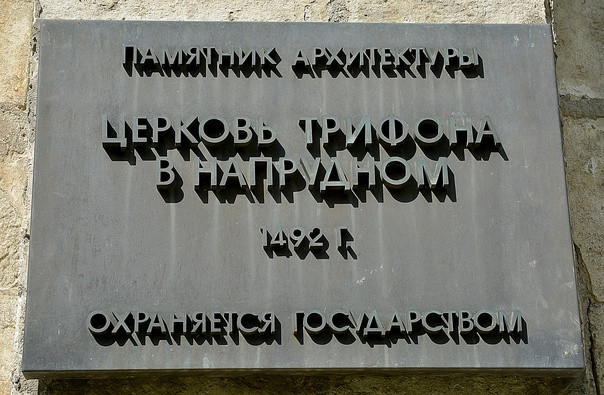 ПАМЯТНИК АРХИТЕКТУРЫ
ЦЕРКОВЬ ТРИФОНА
В НАПРУДНОМ
1492 Г.
ОХРАНЯЕТСЯ ГОСУДАРСТВОМ